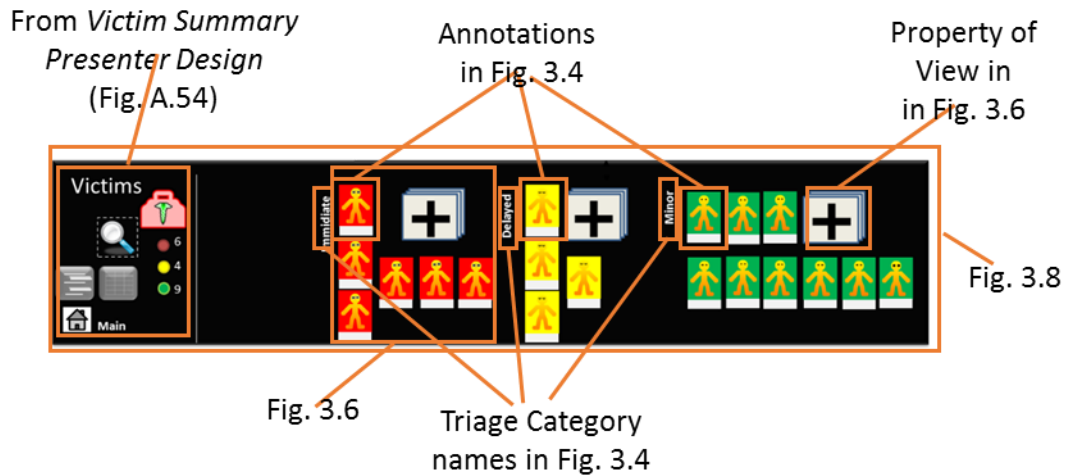 From Victim Summary
Presenter Design
(Fig. A.54)
Annotations
in Fig. 3.4
Property of
View in
in Fig. 3.6
Victims
6
4
9
Main
Immidiate
Delayed
Minor
Fig. 3.8
Fig. 3.6
Triage Category
names in Fig. 3.4